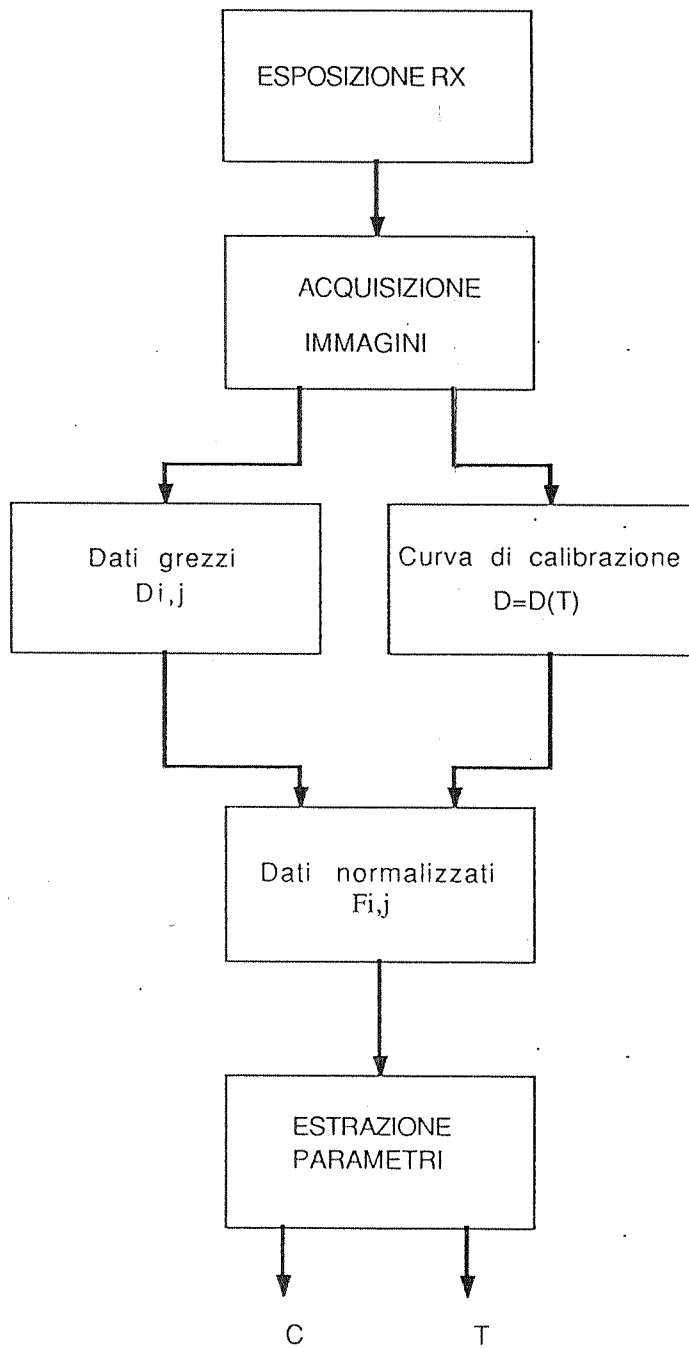 ESPOSIZIONE RX
ACQUISIZIONE
IMMAGINI
Dati grezzi
Di,j
Curva di calibrazione
D=D(T)
Dati normalizzati
Fi,j
ESTRAZIONE
PARAMETRI
C
T